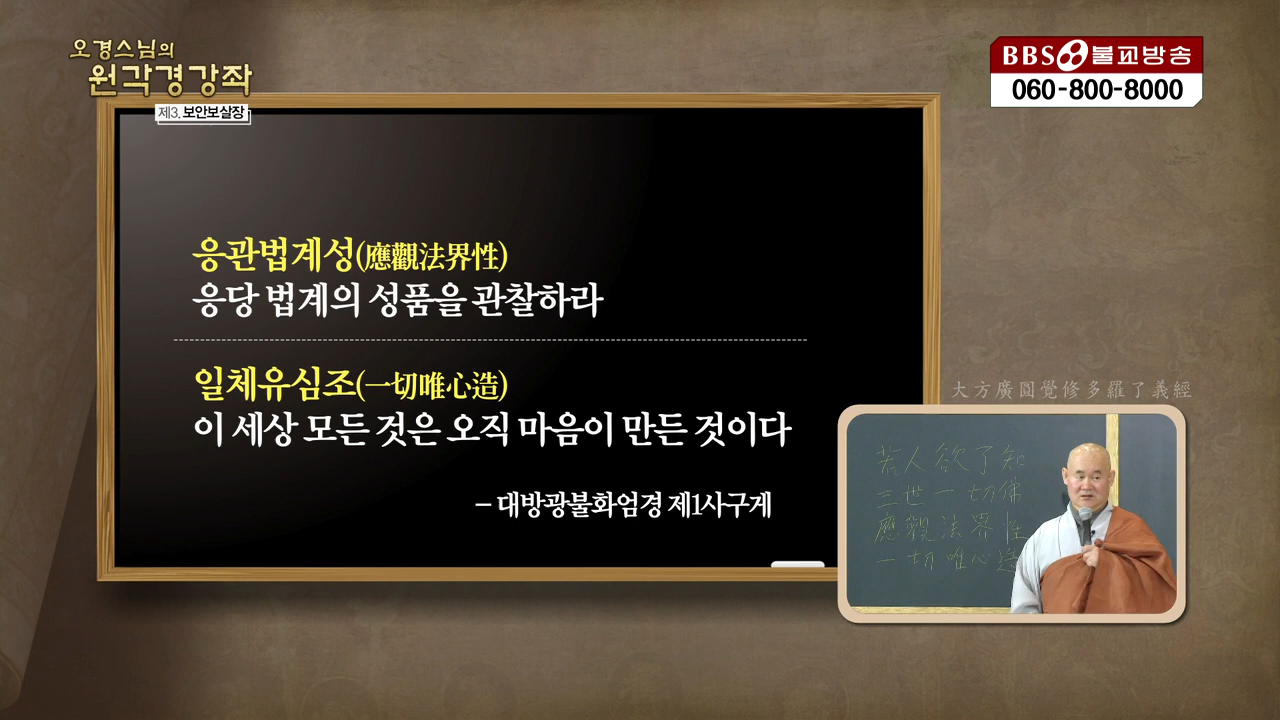 오경스님의
원각경강좌
제3. 보안보살장
BBS 불교방송
060-800-8000
응관법계성(應觀法界性)
응당 법계의 성품을 관찰하라
일체유심조(一切唯心造)
이 세상 모든 것은 오직 마음이 만든 것이다
– 대방광불화엄경 제1사구게
大方廣圓覺修多羅了義經
若人欲了知
三世一切佛
應觀法界性
一切唯心造